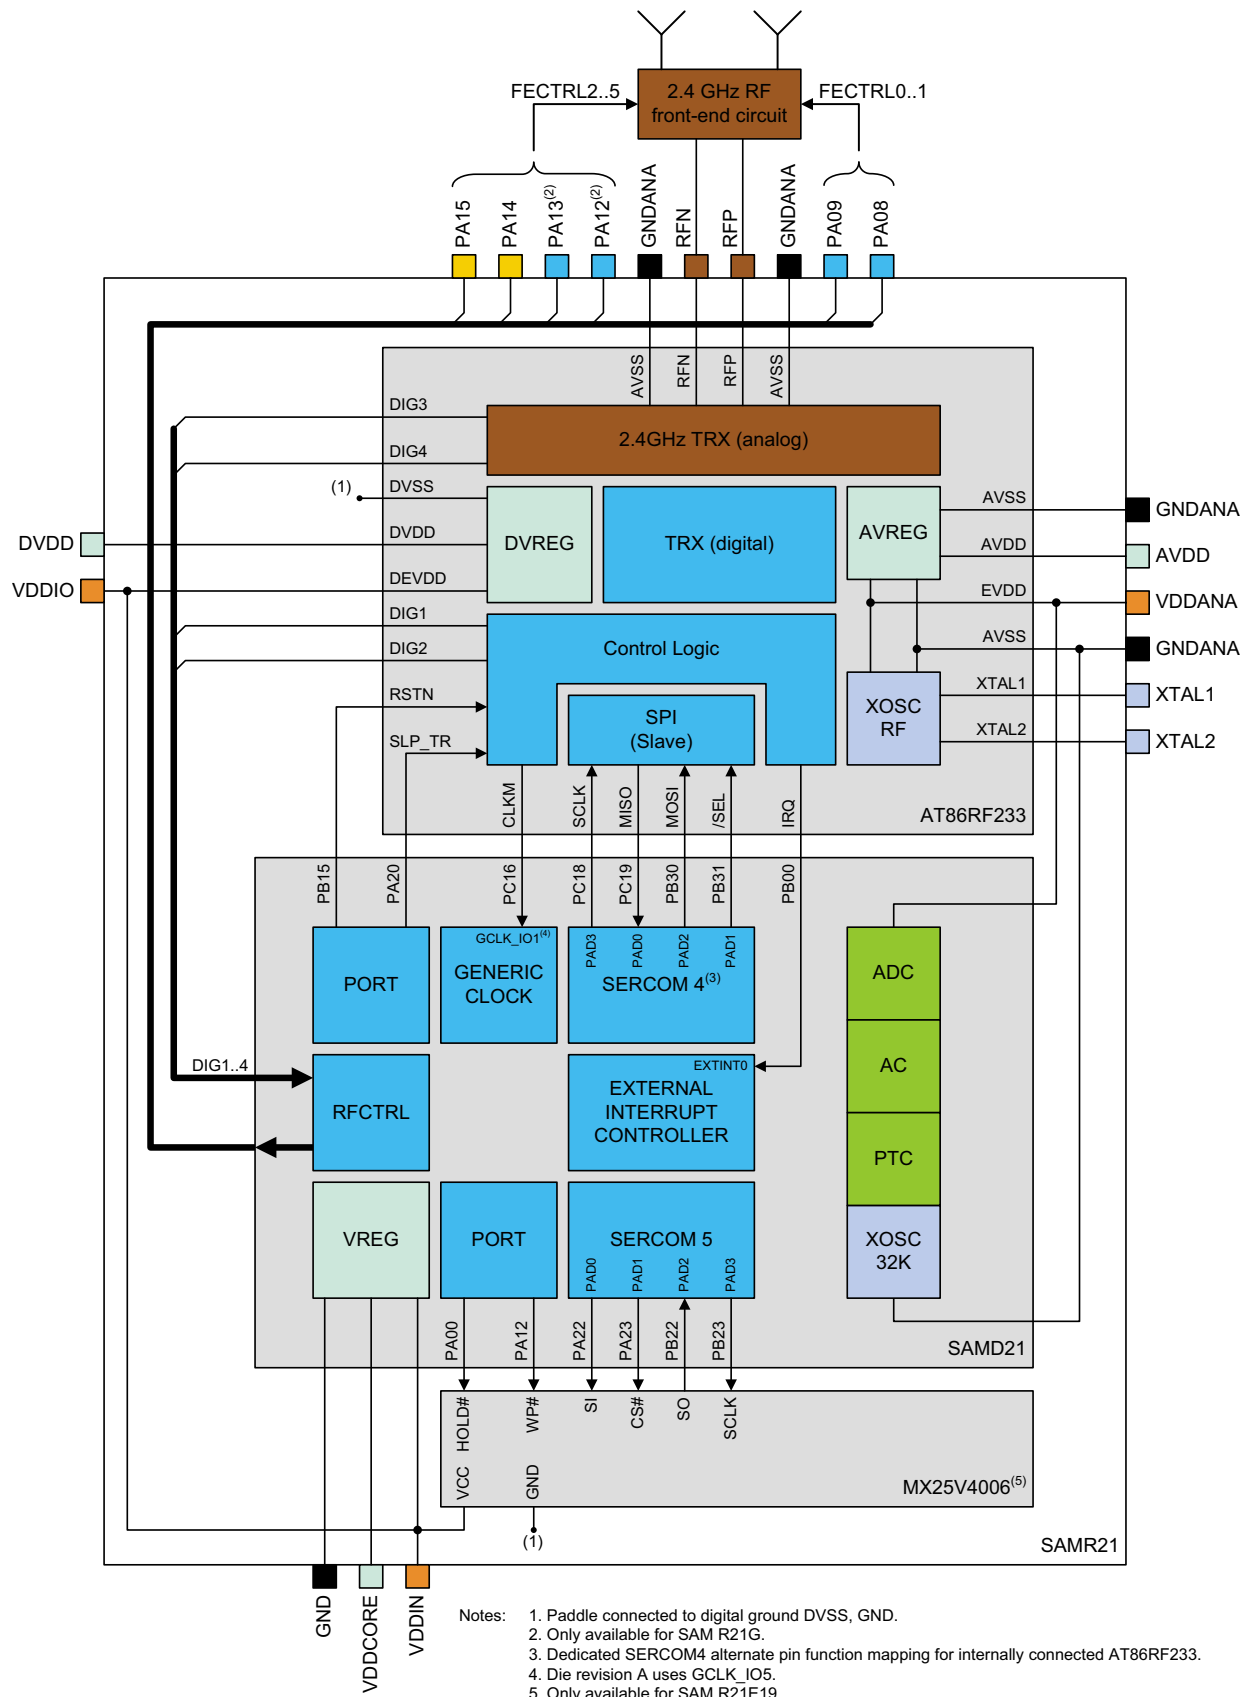 FECTRL2..5
2.4 GHz RF
front-end circuit
FECTRL0..1
PA15
PA14
PA13(2)
PA12(2)
GNDANA
RFN
RFP
GNDANA
PA09
PA08
AVSS
RFN
RFP
AVSS
DIG3
2.4GHz TRX (analog)
DIG4
(1)
DVSS
DVDD
DVDD
DEVDD
VDDIO
DVREG
TRX (digital)
AVREG
AVSS
GNDANA
AVDD
AVDD
EVDD
VDDANA
AVSS
GNDANA
DIG1
DIG2
Control Logic
RSTN
SLP_TR
SPI
(Slave)
XOSC
RF
XTAL1
XTAL1
XTAL2
XTAL2
CLKM
SCLK
MISO
MOSI
/SEL
IRQ
AT86RF233
PB15
PA20
PC16
PC18
PC19
PB30
PB31
PB00
PORT
GCLK_IO1(4)
GENERIC
CLOCK
PAD3
PAD0
PAD2
PAD1
SERCOM 4(3)
ADC
AC
PTC
XOSC
32K
DIG1..4
RFCTRL
EXTINT0
EXTERNAL
INTERRUPT
CONTROLLER
VREG
PORT
SERCOM 5
PAD0
PAD1
PAD2
PAD3
PA00
PA12
PA22
PA23
PB22
PB23
SAMD21
HOLD#
WP#
SI
CS#
SO
SCLK
VCC
GND
MX25V4006(5)
(1)
SAMR21
GND
VDDCORE
VDDIN
Notes: 1. Paddle connected to digital ground DVSS, GND.
2. Only available for SAM R21G.
3. Dedicated SERCOM4 alternate pin function mapping for internally connected AT86RF233.
4. Die revision A uses GCLK_IO5.
5. Only available for SAM R21E19.